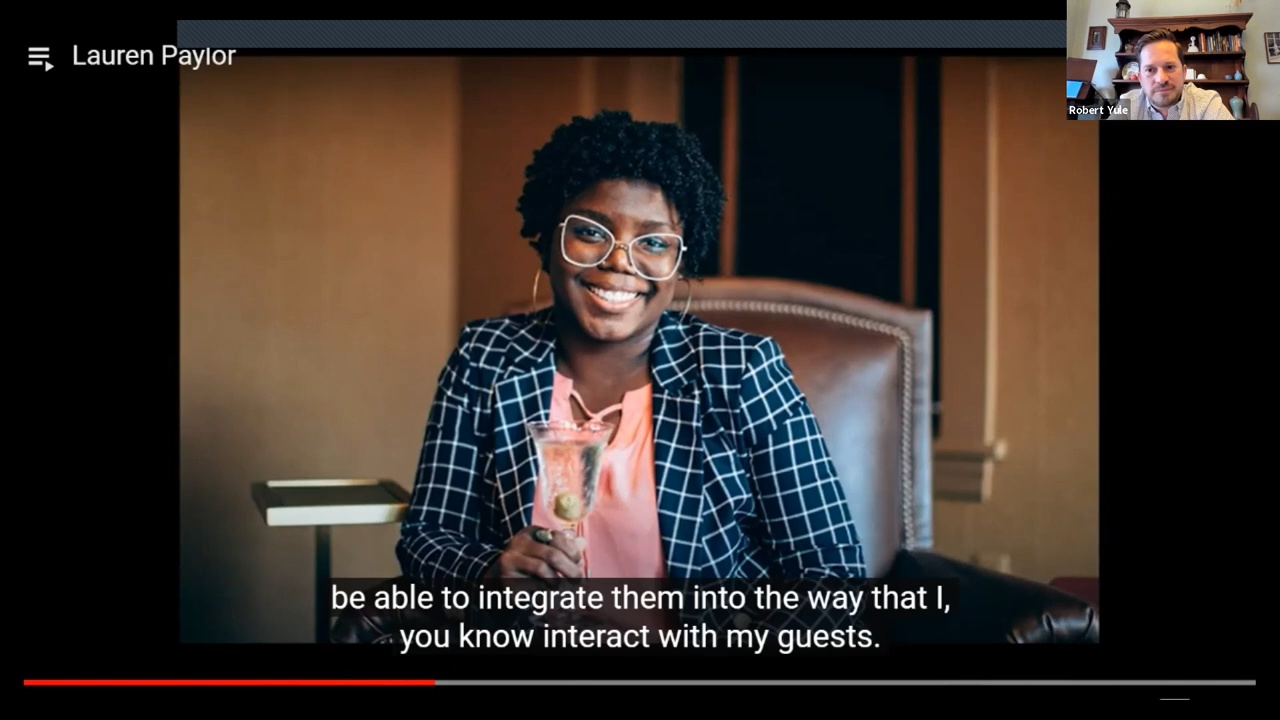 Lauren Paylor
Robert Yule
be able to integrate them into the way that I,
you know interact with my guests.